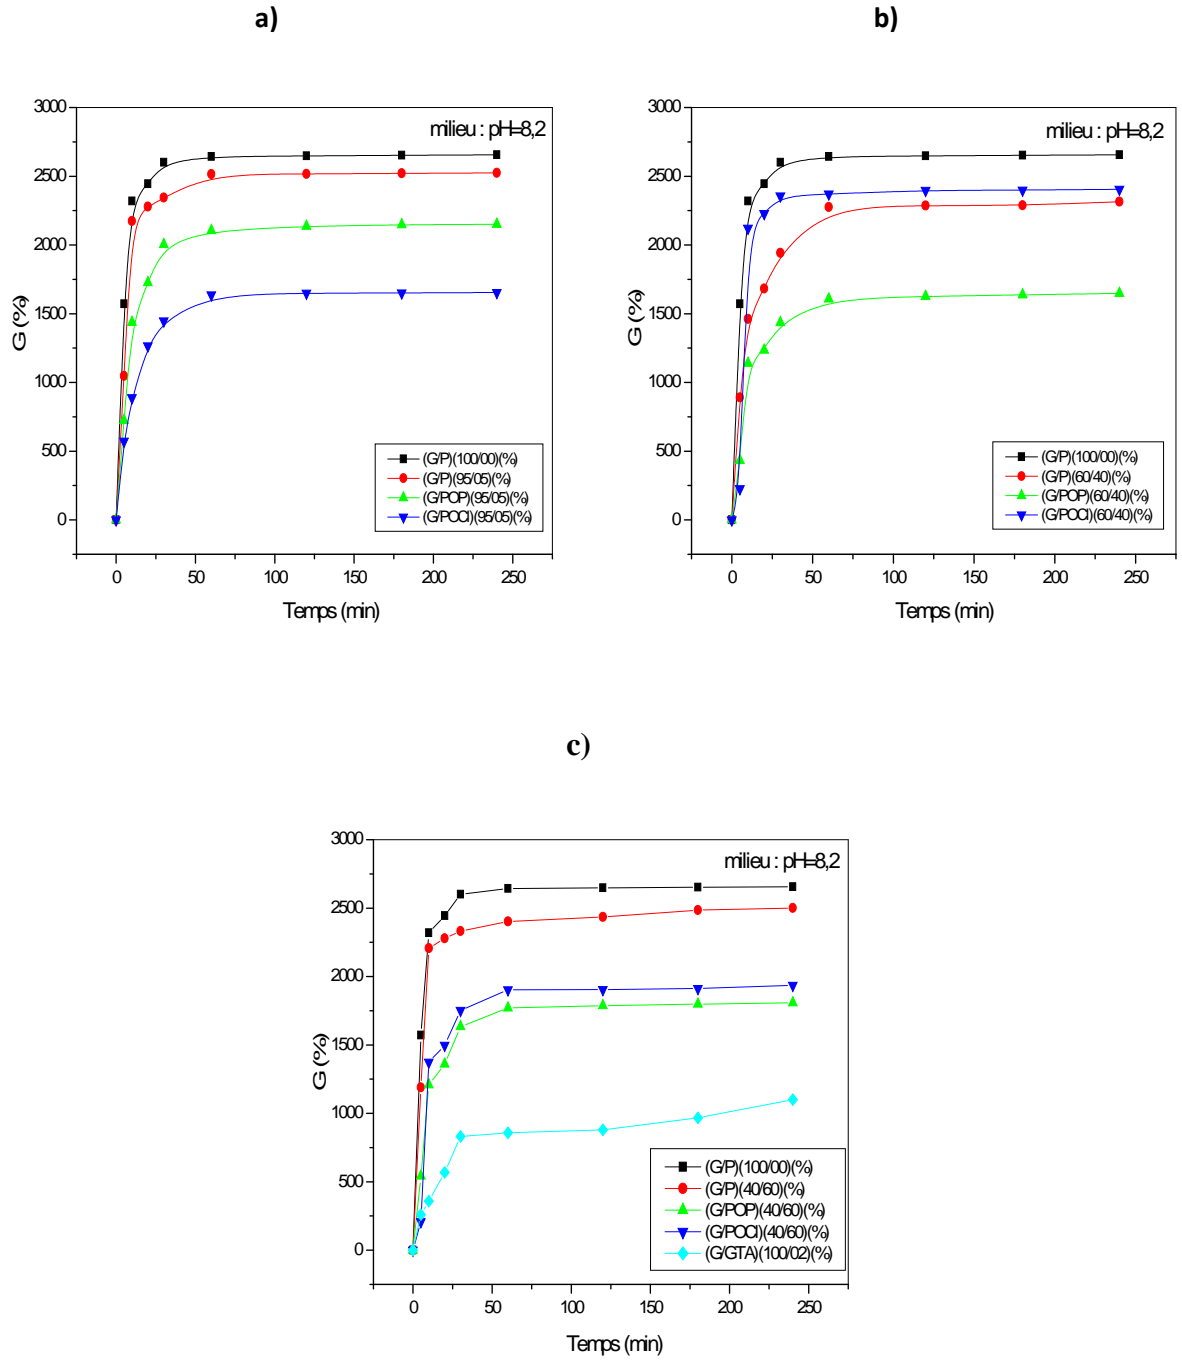 a)
b)
milieu : pH=8,2
3000
2500
2000
1500
1000
500
0
G (%)
(G/P)(100/00)(%)
(G/P)(95/05)(%)
(G/POP)(95/05)(%)
(G/POCl)(95/05)(%)
0 50 100 150 200 250
Temps (min)
milieu : pH=8,2
3000
2500
2000
1500
1000
500
0
G (%)
(G/P)(100/00)(%)
(G/P)(60/40)(%)
(G/POP)(60/40)(%)
(G/POCl)(60/40)(%)
0 50 100 150 200 250
Temps (min)
c)
milieu : pH=8,2
3000
2500
2000
1500
1000
500
0
G (%)
(G/P)(100/00)(%)
(G/P)(40/60)(%)
(G/POP)(40/60)(%)
(G/POCl)(40/60)(%)
(G/GTA)(100/02)(%)
0 50 100 150 200 250
Temps (min)